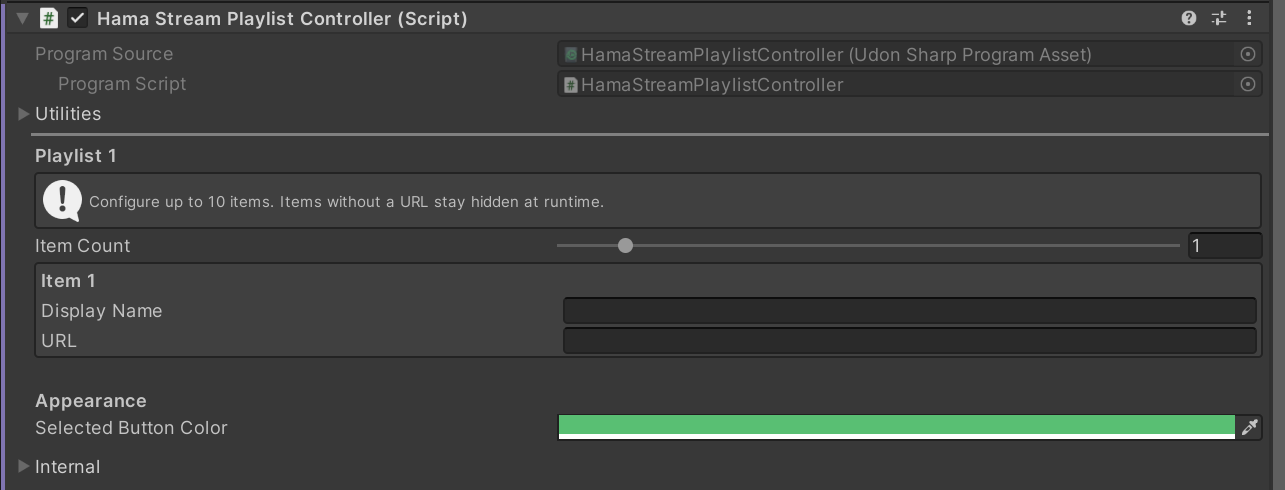 Hama Stream Playlist Controller (Script)
Program Source HamaStreamPlaylistController (Udon Sharp Program Asset)
Program Script HamaStreamPlaylistController
Utilities
Playlist 1
Configure up to 10 items. Items without a URL stay hidden at runtime.
Item Count 1
Item 1
Display Name
URL
Appearance
Selected Button Color
Internal